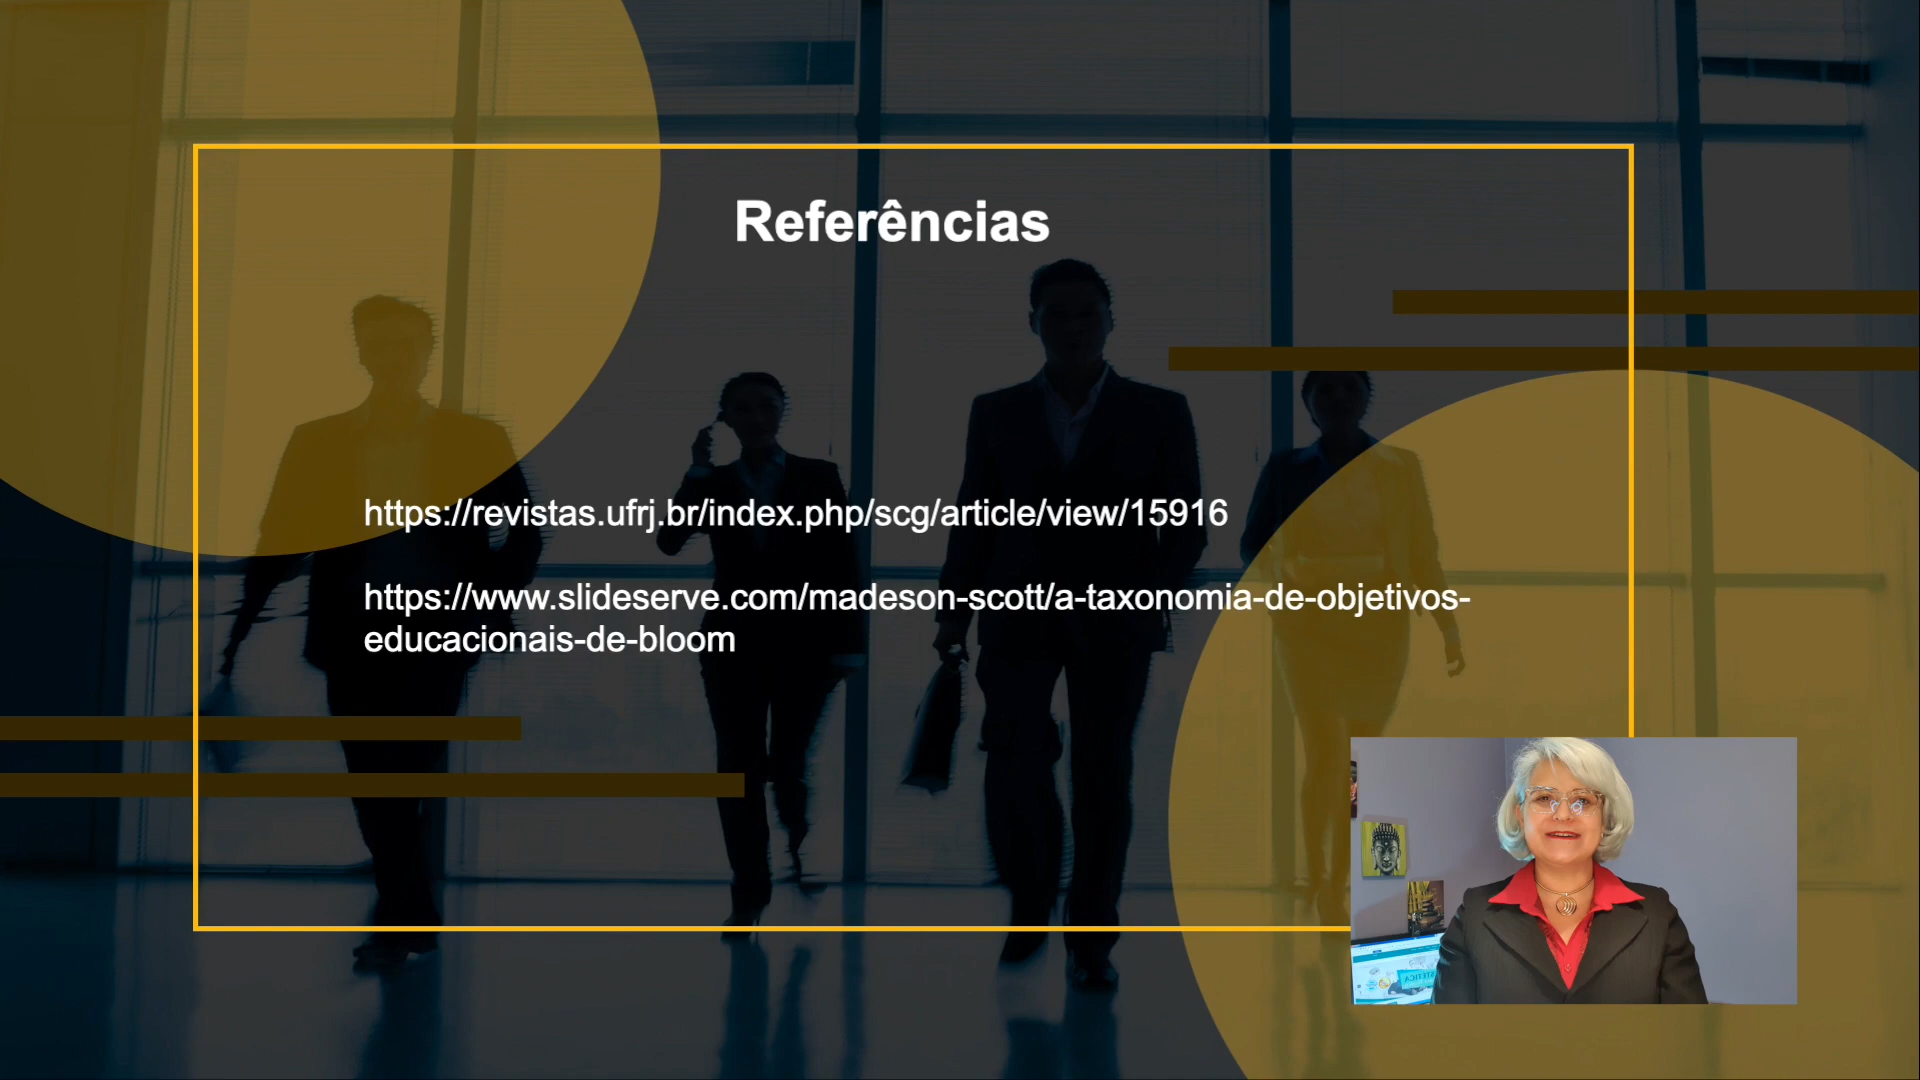 Referências
https://revistas.ufrj.br/index.php/scg/article/view/15916
https://www.slideserve.com/madeson-scott/a-taxonomia-de-objetivos-
educacionais-de-bloom